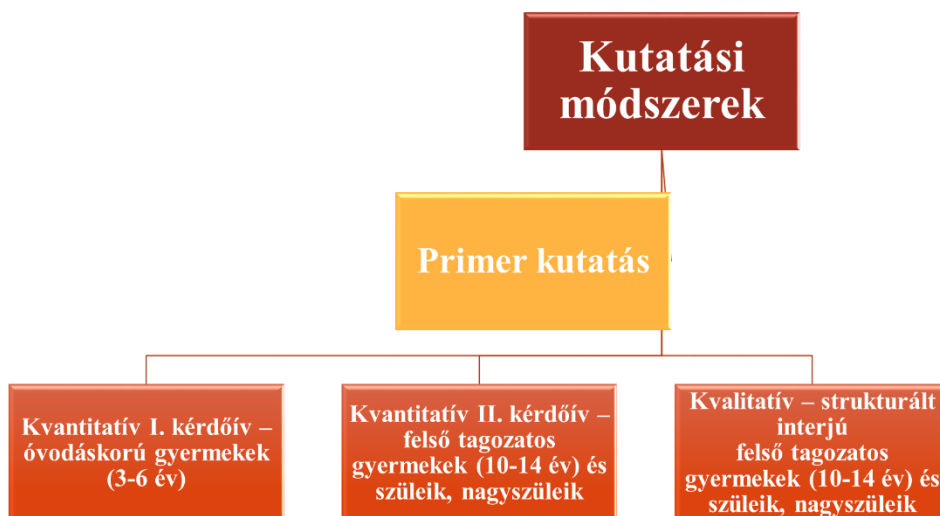 Kutatási
módszerek
Primer kutatás
Kvantitatív I. kérdőív –
óvodáskorú gyermekek
(3-6 év)
Kvantitatív II. kérdőív –
felső tagozatos
gyermekek (10-14 év) és
szüleik, nagyszüleik
Kvalitatív – strukturált
interjú
felső tagozatos
gyermekek (10-14 év) és
szüleik, nagyszüleik